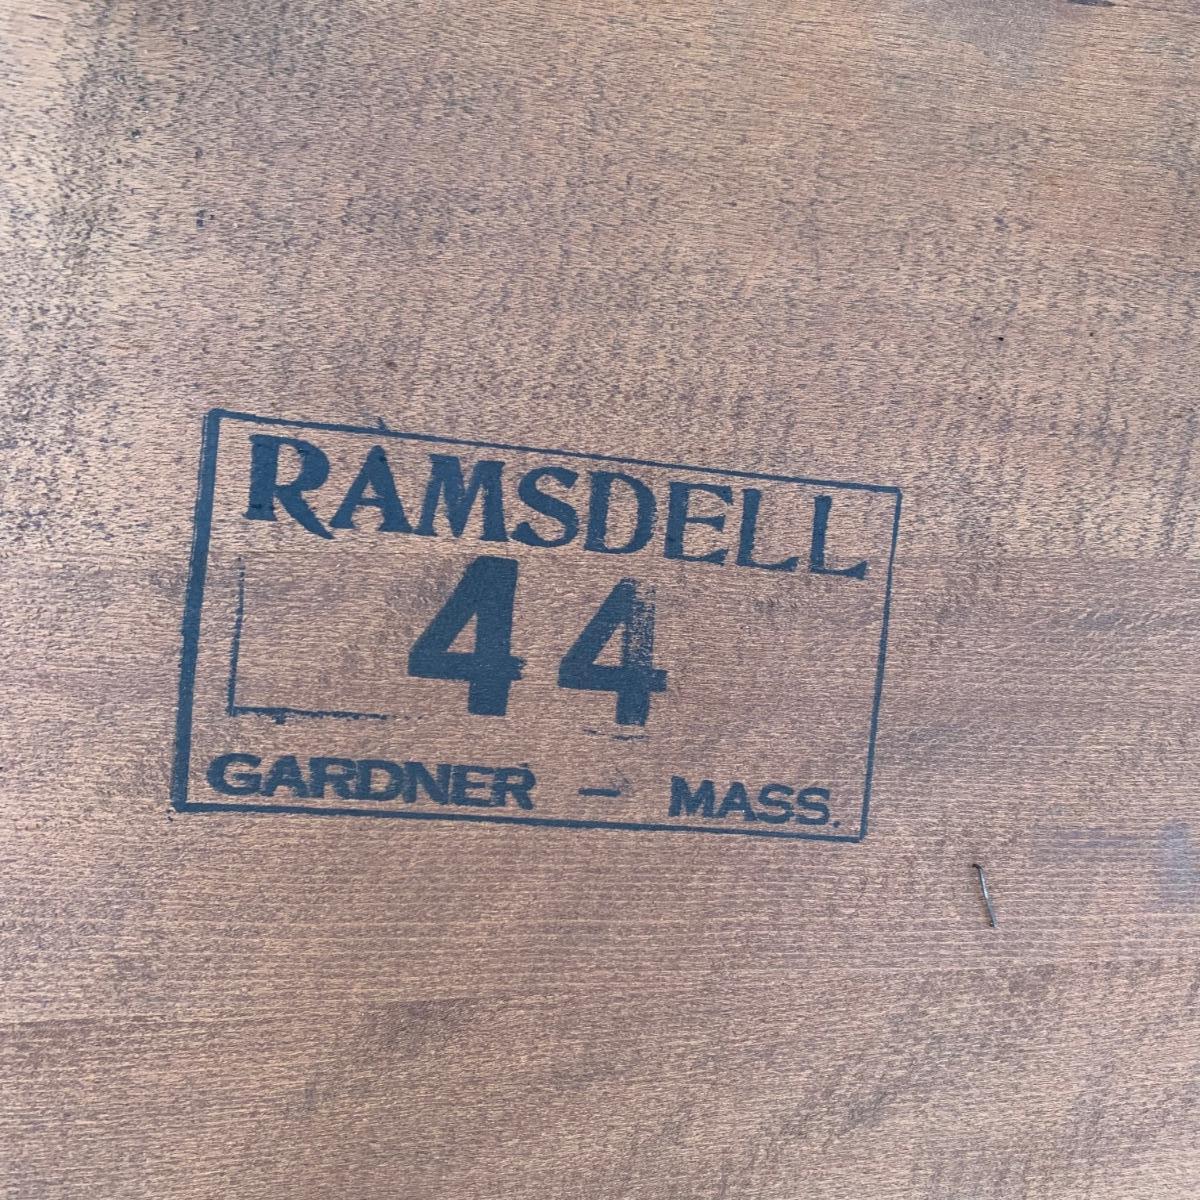 RAMSDELL
44
GARDNER - MASS.